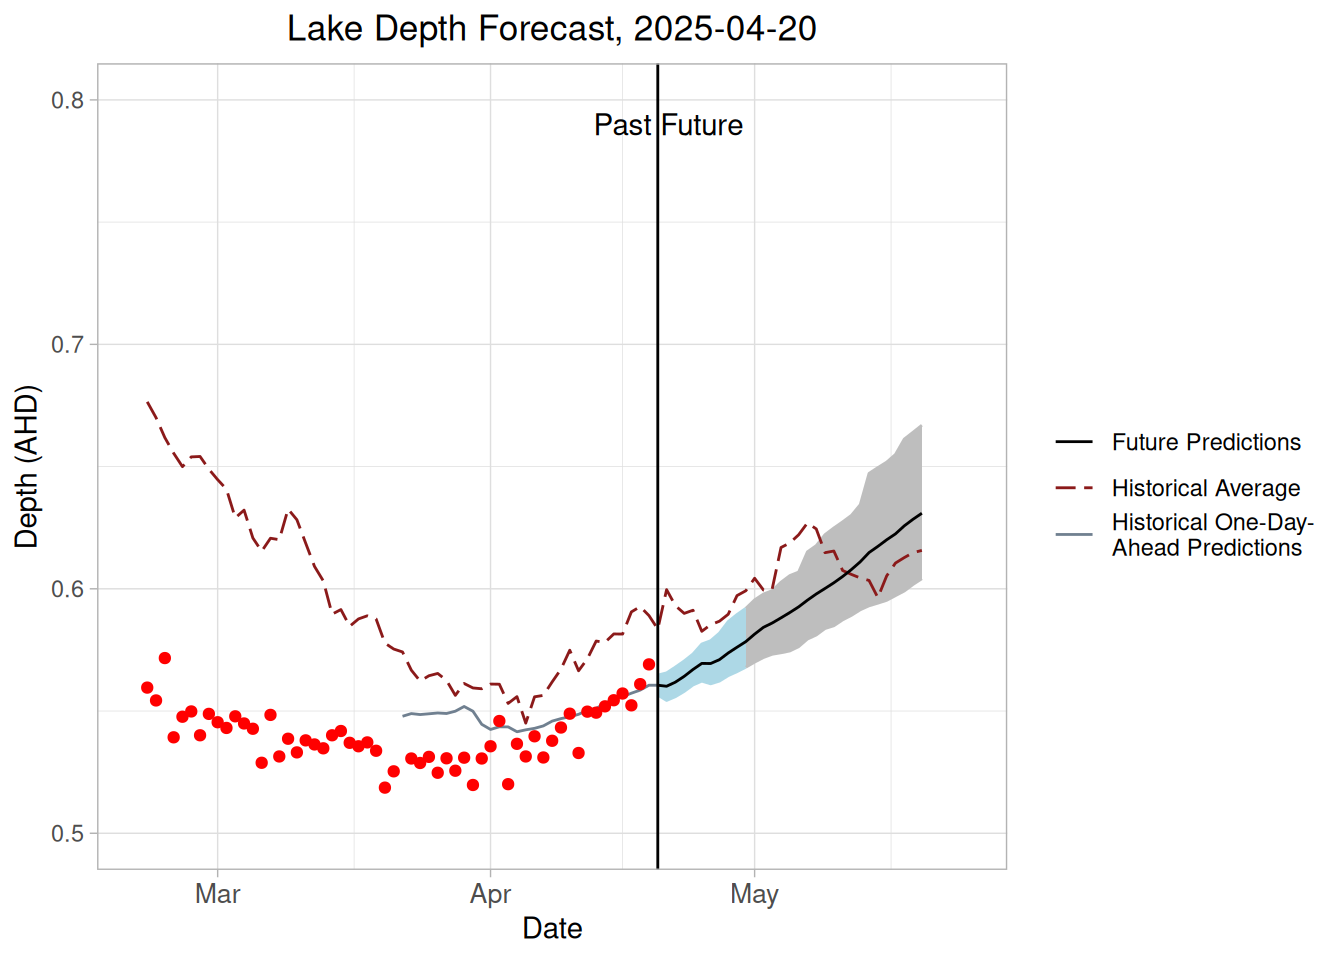 Lake Depth Forecast, 2025-04-20
0.8
Past Future
0.7
Depth (AHD)
0.6
0.5
Mar Apr May
Date
Future Predictions
Historical Average
Historical One-Day-
Ahead Predictions